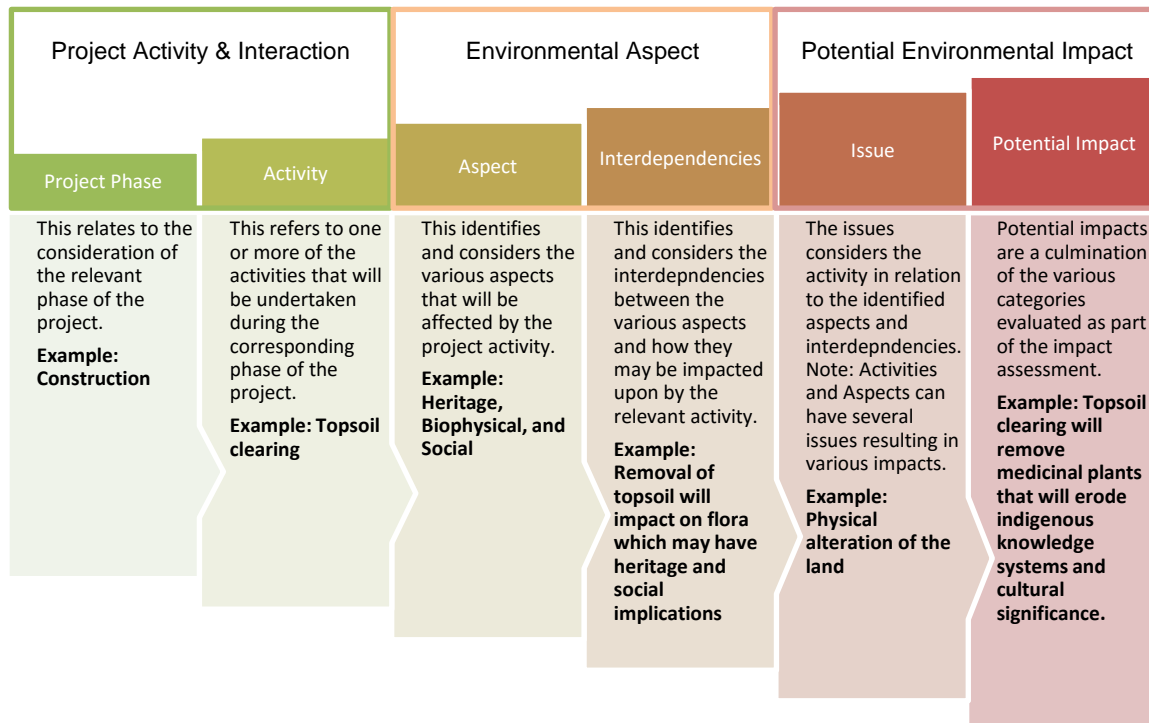 Project Activity & Interaction
Environmental Aspect
Potential Environmental Impact
Project Phase
Activity
Aspect
Interdependencies
Issue
Potential Impact
This relates to the
consideration of
the relevant
phase of the
project.
Example:
Construction
This refers to one
or more of the
activities that will
be undertaken
during the
corresponding
phase of the
project.
Example: Topsoil
clearing
This identifies
and considers the
various aspects
that will be
affected by the
project activity.
Example:
Heritage,
Biophysical, and
Social
This identifies
and considers the
interdepndencies
between the
various aspects
and how they
may be impacted
upon by the
relevant activity.
Example:
Removal of
topsoil will
impact on flora
which may have
heritage and
social
implications
The issues
considers the
activity in relation
to the identified
aspects and
interdepndencies.
Note: Activities
and Aspects can
have several
issues resulting in
various impacts.
Example:
Physical
alteration of the
land
Potential impacts
are a culmination
of the various
categories
evaluated as part
of the impact
assessment.
Example: Topsoil
clearing will
remove
medicinal plants
that will erode
indigenous
knowledge
systems and
cultural
significance.